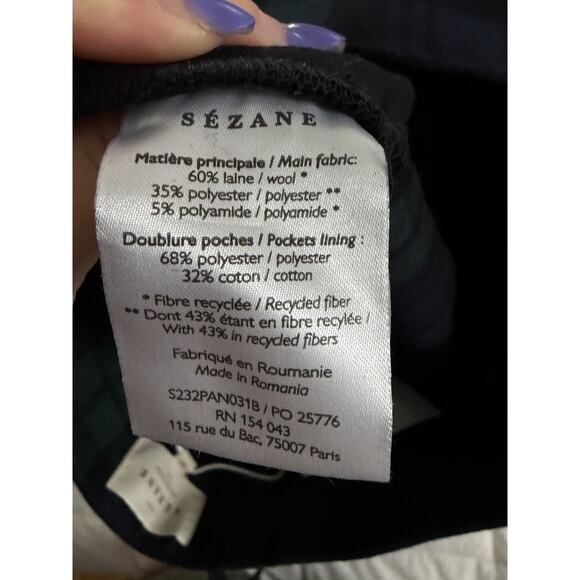 SÉZANE
Matière principale / Main fabric:
60% laine / wool *
35% polyester / polyester **
5% polyamide / polyamide *
Doublure poches / Pockets lining :
68% polyester / polyester
32% coton / cotton
* Fibre recyclée / Recycled fiber
** Dont 43% étant en fibre recylée /
With 43% in recycled fibers
Fabriqué en Roumanie
Made in Romania
S232PAN031B / PO 25776
RN 154 043
115 rue du Bac, 75007 Paris
SÉZANE